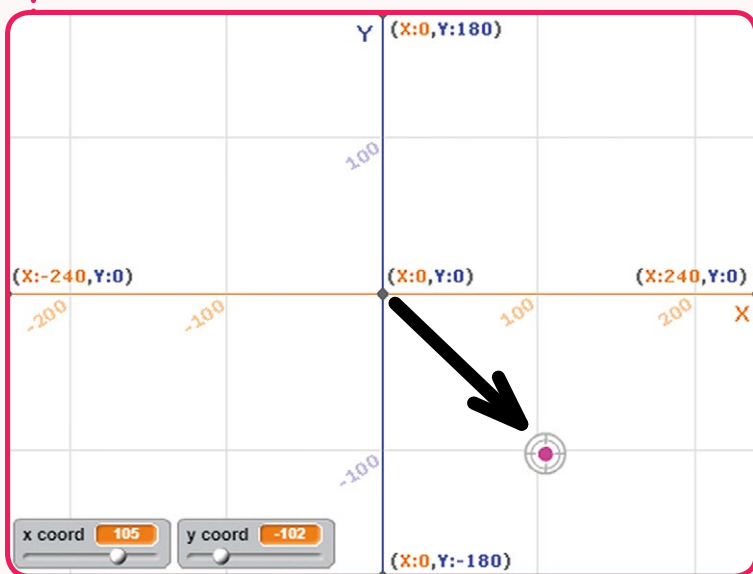 Y
(X:0,Y:180)
100
(X:-240,Y:0)
(X:0,Y:0)
(X:240,Y:0)
-200
-100
100
200
X
-100
x coord 105
y coord -102
(X:0,Y:-180)